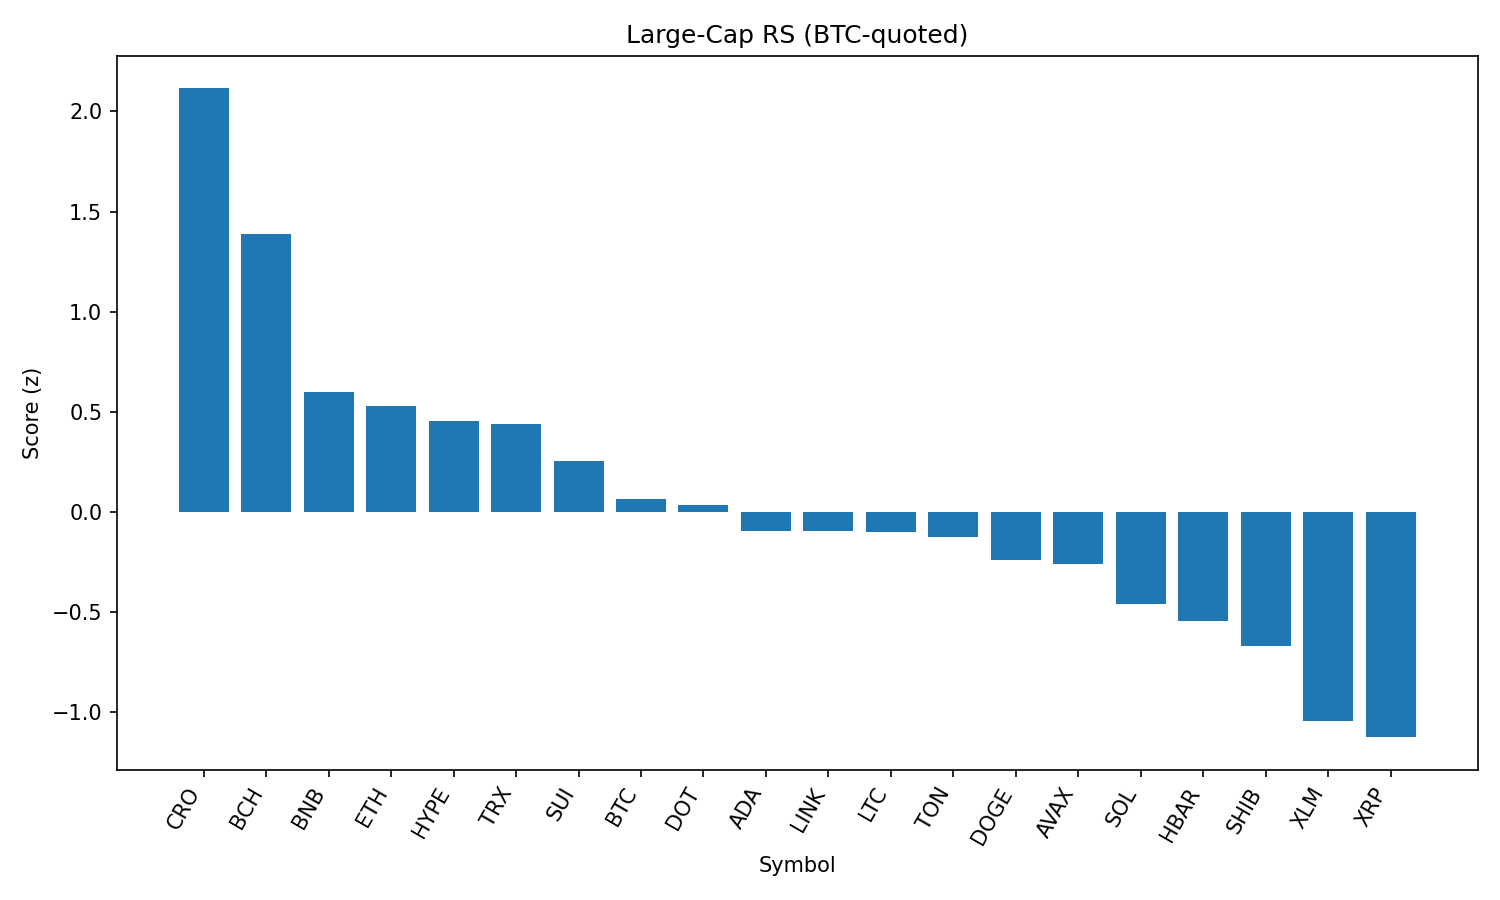 Large-Cap RS (BTC-quoted)
Score (z)
2.0
1.5
1.0
0.5
0.0
−0.5
−1.0
CRO
BCH
BNB
ETH
HYPE
TRX
SUI
BTC
DOT
ADA
LINK
LTC
TON
DOGE
AVAX
SOL
HBAR
SHIB
XLM
XRP
Symbol